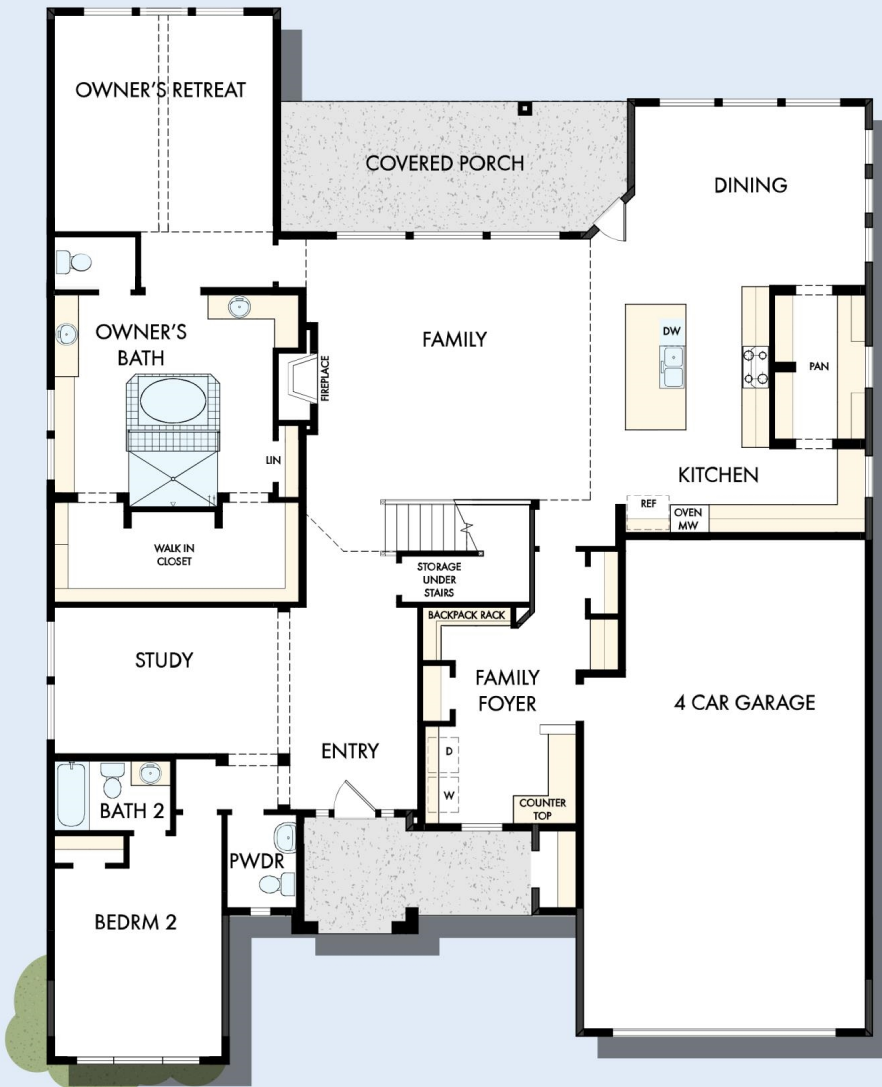 OWNER'S RETREAT
COVERED PORCH
DINING
OWNER'S
BATH
FAMILY
DW
FIREPLACE
PAN
LIN
KITCHEN
REF
OVEN
MW
WALK IN
CLOSET
STORAGE
UNDER
STAIRS
BACKPACK RACK
STUDY
FAMILY
FOYER
4 CAR GARAGE
ENTRY
D
W
COUNTER
TOP
BATH 2
PWDR
BEDRM 2